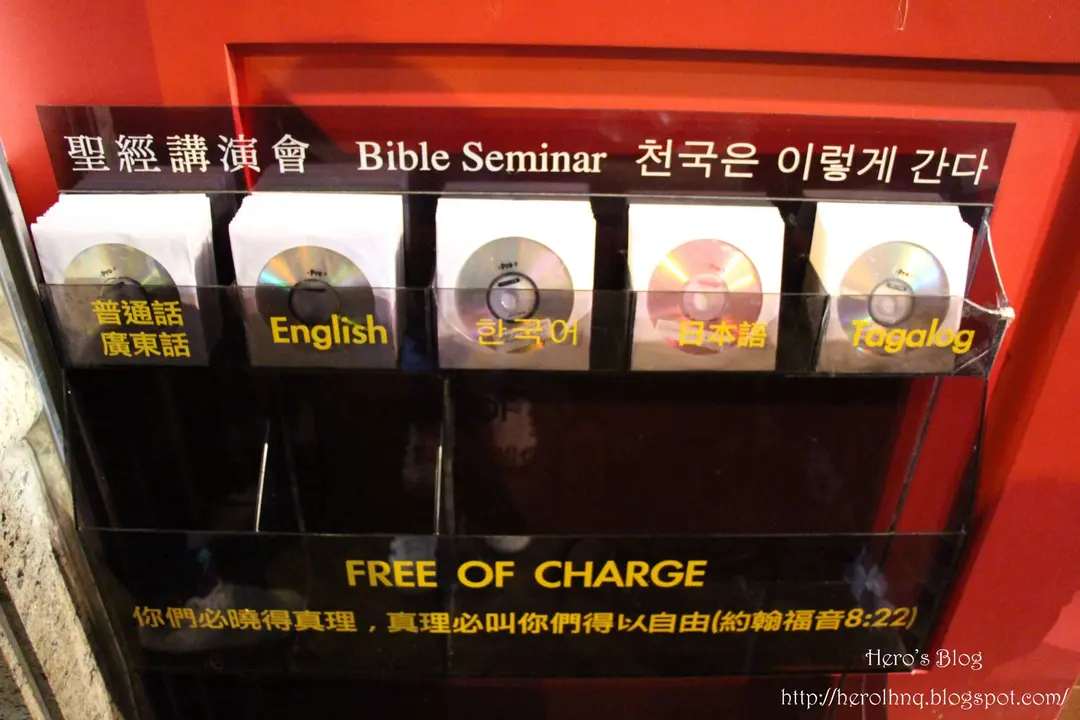 聖經講演會 Bible Seminar 천국은 이렇게 간다
普通話
廣東話
English
한국어
日本語
Tagalog
FREE OF CHARGE
你們必曉得真理，真理必叫你們得以自由(約翰福音8:22)
Hero's Blog
http://herolhnq.blogspot.com/